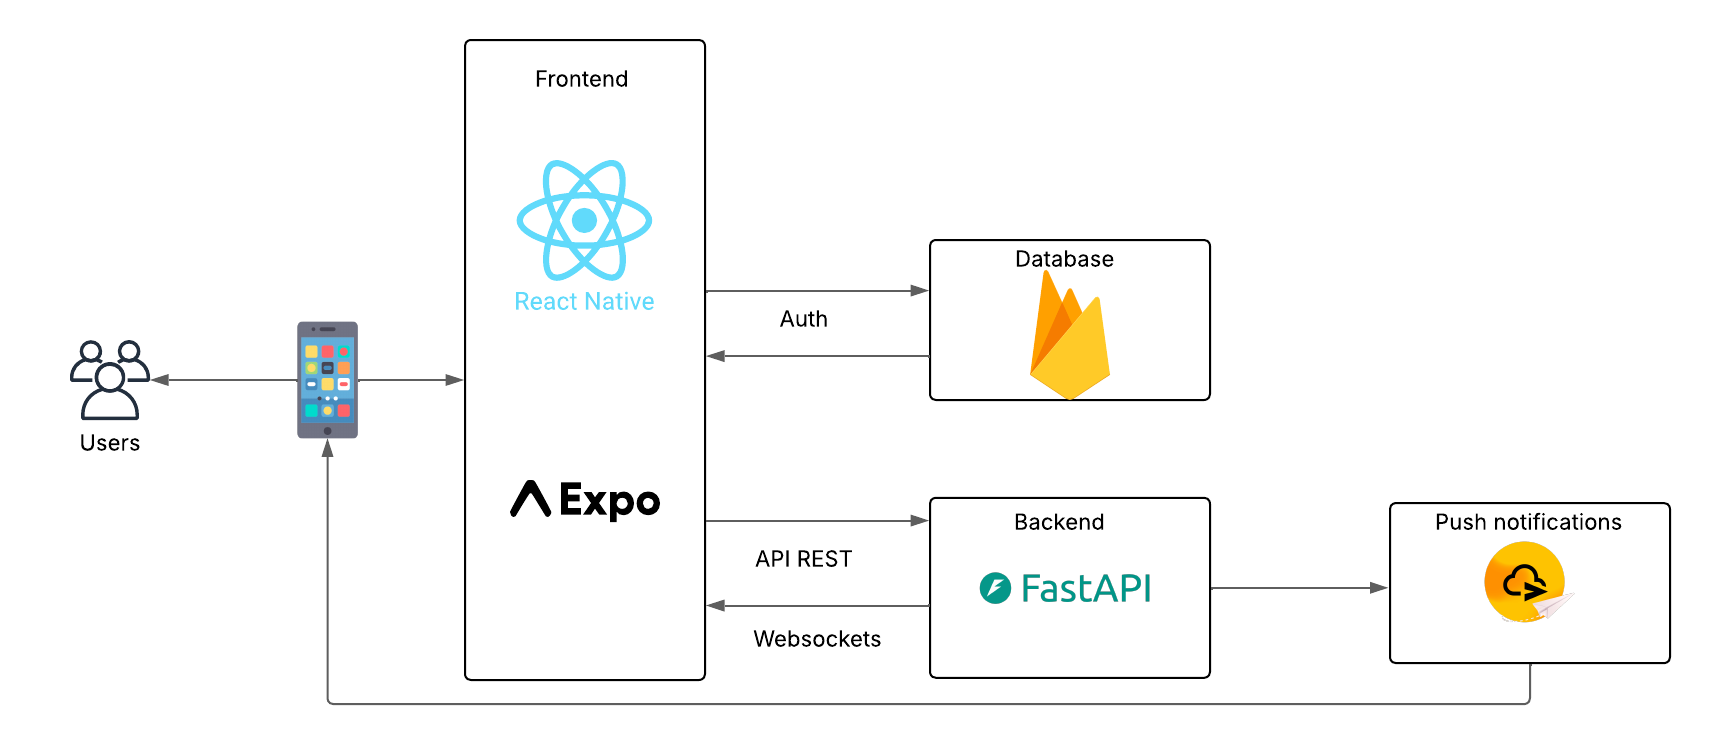 Frontend
React Native
Expo
Users
Auth
Database
API REST
Websockets
Backend
FastAPI
Push notifications